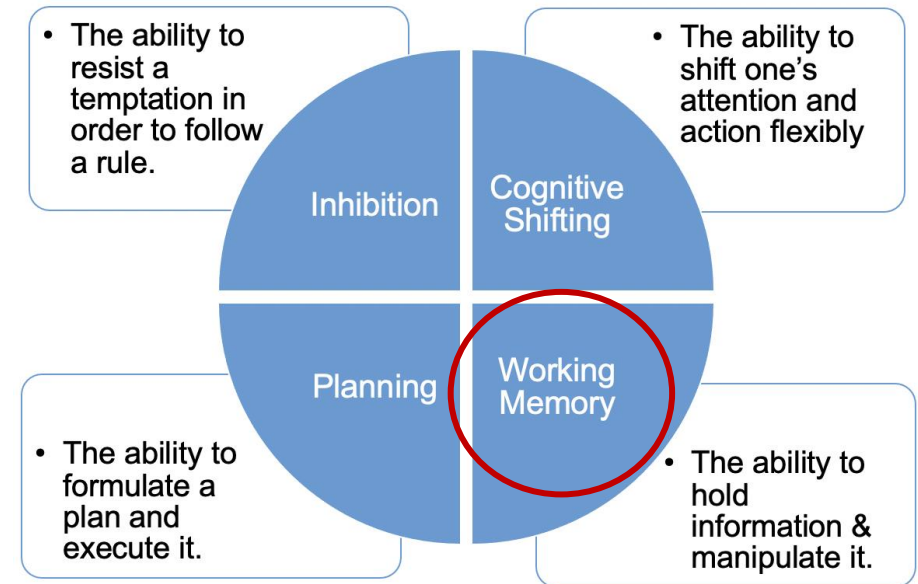 • The ability to
resist a
temptation in
order to follow
a rule.
• The ability to
shift one’s
attention and
action flexibly
Inhibition
Cognitive
Shifting
Planning
Working
Memory
• The ability to
formulate a
plan and
execute it.
• The ability to
hold
information &
manipulate it.